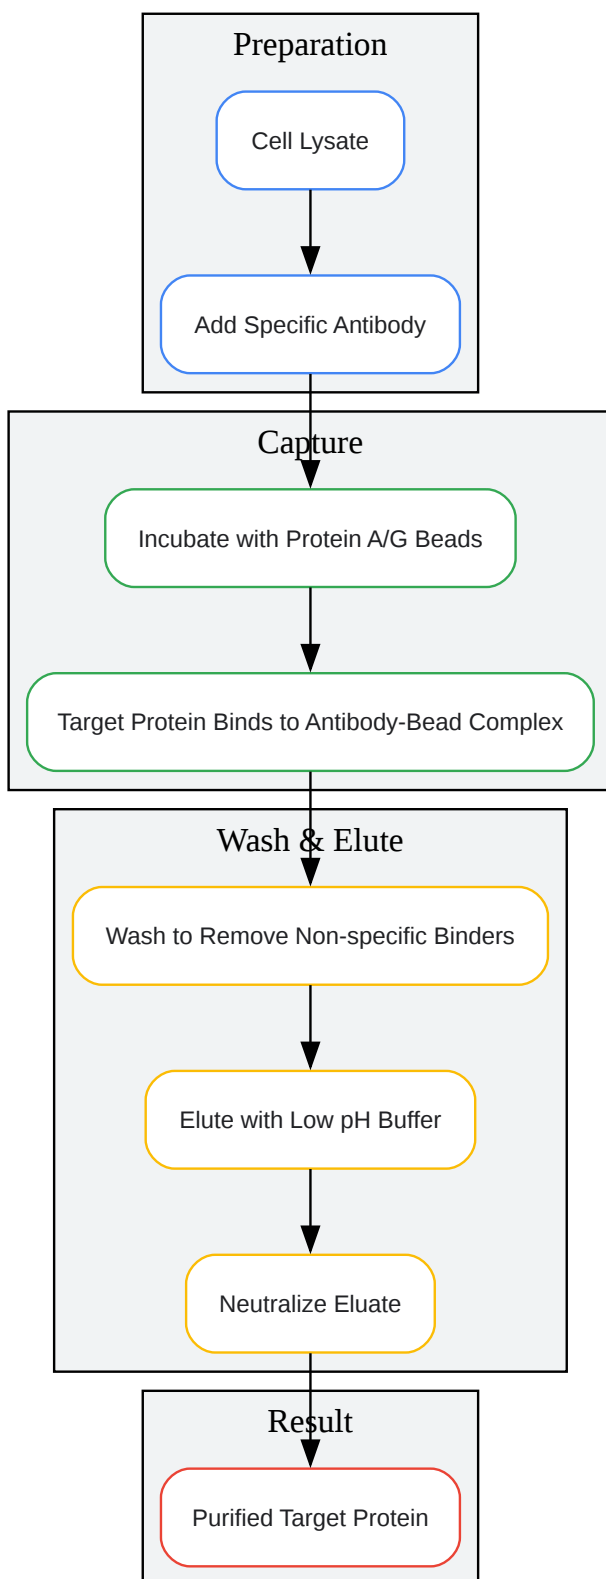 Preparation
Cell Lysate
Add Specific Antibody
Capture
Incubate with Protein A/G Beads
Target Protein Binds to Antibody-Bead Complex
Wash & Elute
Wash to Remove Non-specific Binders
Elute with Low pH Buffer
Neutralize Eluate
Result
Purified Target Protein